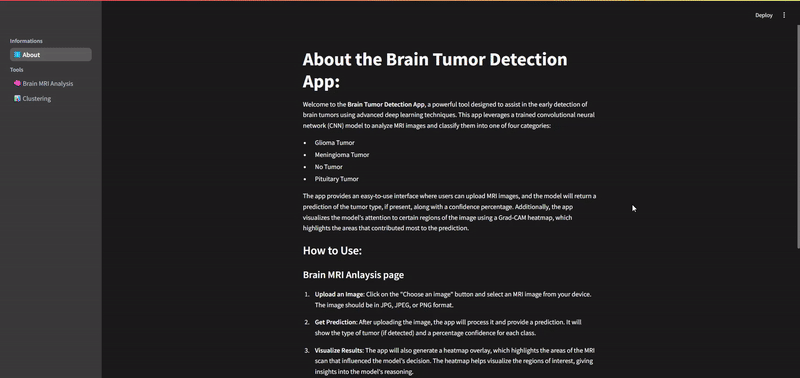 Deploy
Informations
About
Tools
Brain MRI Analysis
Clustering
About the Brain Tumor Detection
App:
Welcome to the Brain Tumor Detection App, a powerful tool designed to assist in the early detection of
brain tumors using advanced deep learning techniques. This app leverages a trained convolutional neural
network (CNN) model to analyze MRI images and classify them into one of four categories:
• Glioma Tumor
• Meningioma Tumor
• No Tumor
• Pituitary Tumor
The app provides an easy-to-use interface where users can upload MRI images, and the model will return a
prediction of the tumor type, if present, along with a confidence percentage. Additionally, the app
visualizes the model's attention to certain regions of the image using a Grad-CAM heatmap, which
highlights the areas that contributed most to the prediction.
How to Use:
Brain MRI Anlaysis page
1. Upload an Image: Click on the "Choose an image" button and select an MRI image from your device.
The image should be in JPG, JPEG, or PNG format.
2. Get Prediction: After uploading the image, the app will process it and provide a prediction. It will
show the type of tumor (if detected) and a percentage confidence for each class.
3. Visualize Results: The app will also generate a heatmap overlay, which highlights the areas of the MRI
scan that influenced the model's decision. The heatmap helps visualize the regions of interest, giving
insights into the model's reasoning.